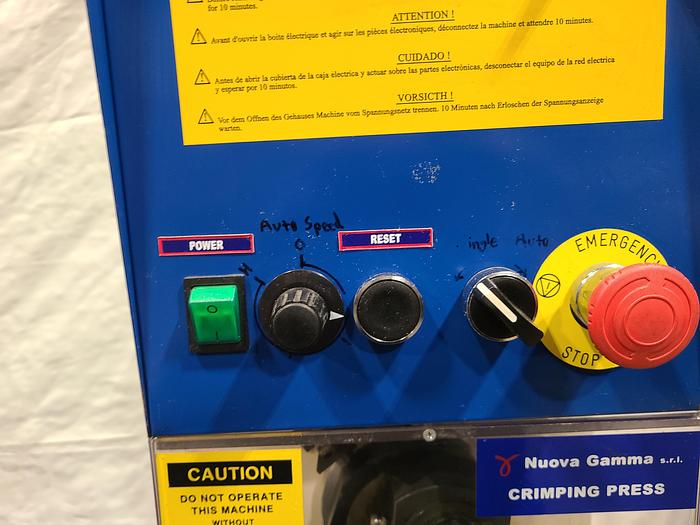 for 10 minutes.
ATTENTION !
Avant d'ouvrir la boite électrique et agir sur les pièces électroniques, déconnectez la machine et attendre 10 minutes.
CUIDADO !
Antes de abrir la cubierta de la caja electrica y actuar sobre las partes electrónicas, desconectar el equipo de la red electrica
y esperar por 10 minutos.
VORSICTH !
Vor dem Offnen des Gehauses Machine vom Spannungsnetz trennen. 10 Minuten nach Erloschen der Spannungsanzeige
warten.
Auto Speed
POWER
RESET
ingle Auto
EMERGENC
STOP
O
I
CAUTION
DO NOT OPERATE
THIS MACHINE
WITHOUT
Nuova Gamma s.r.l.
CRIMPING PRESS